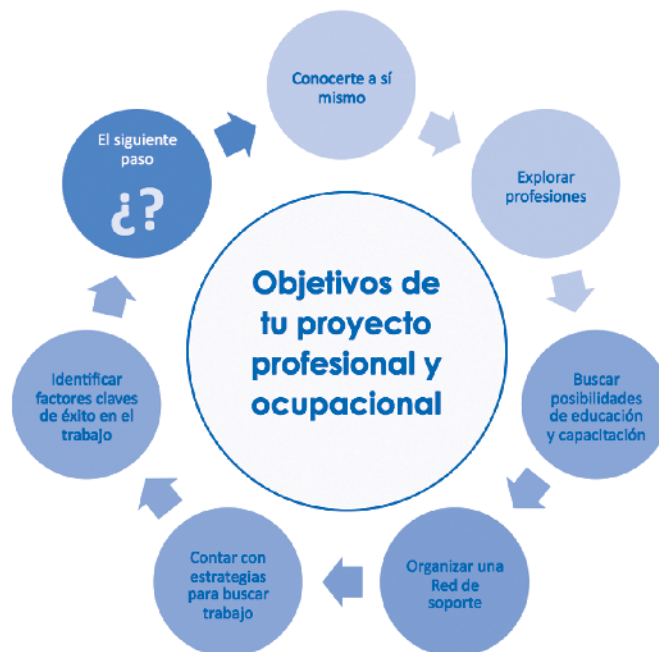 Conocerte a sí
mismo
Explorar
profesiones
Buscar
posibilidades
de educación
y capacitación
Organizar una
Red de
soporte
Contar con
estrategias
para buscar
trabajo
Identificar
factores claves
de éxito en el
trabajo
El siguiente
paso
¿?
Objetivos de
tu proyecto
profesional y
ocupacional